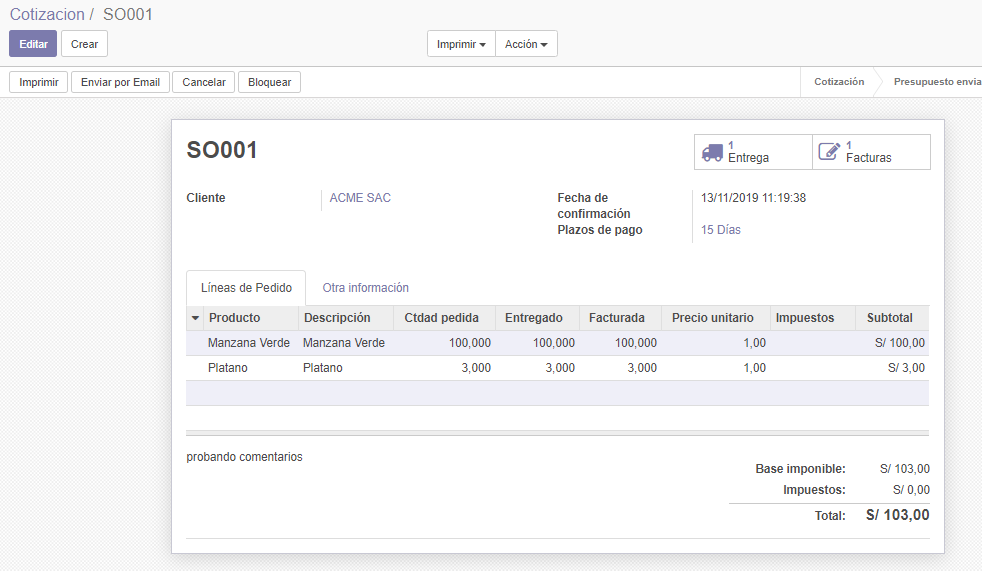 Cotizacion / SO001
Editar Crear Imprimir Acción
Imprimir Enviar por Email Cancelar Bloquear Cotización Presupuesto envia
SO001
1 Entrega
1 Facturas
Cliente ACME SAC
Fecha de confirmación 13/11/2019 11:19:38
Plazos de pago 15 Días
Líneas de Pedido Otra información
Producto Descripción Ctdad pedida Entregado Facturada Precio unitario Impuestos Subtotal
Manzana Verde Manzana Verde 100,000 100,000 100,000 1,00 S/ 100,00
Platano Platano 3,000 3,000 3,000 1,00 S/ 3,00
probando comentarios
Base imponible: S/ 103,00
Impuestos: S/ 0,00
Total: S/ 103,00